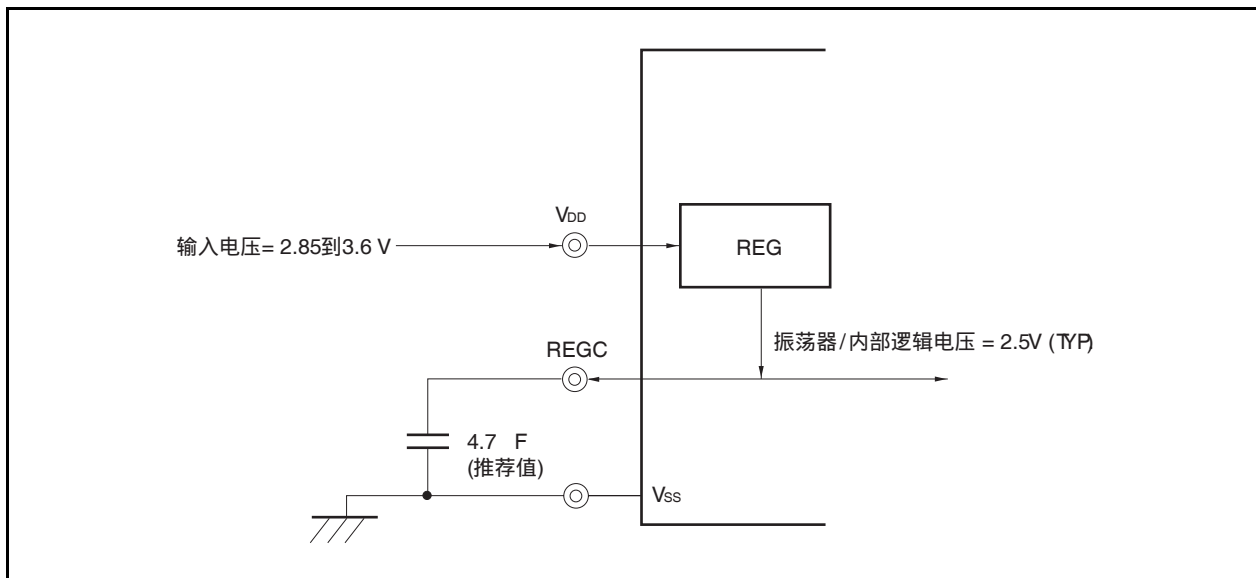 VDD
输入电压= 2.85到3.6 V
REG
振荡器/内部逻辑电压 = 2.5V (TYP)
REGC
4.7 F
(推荐值)
VSS